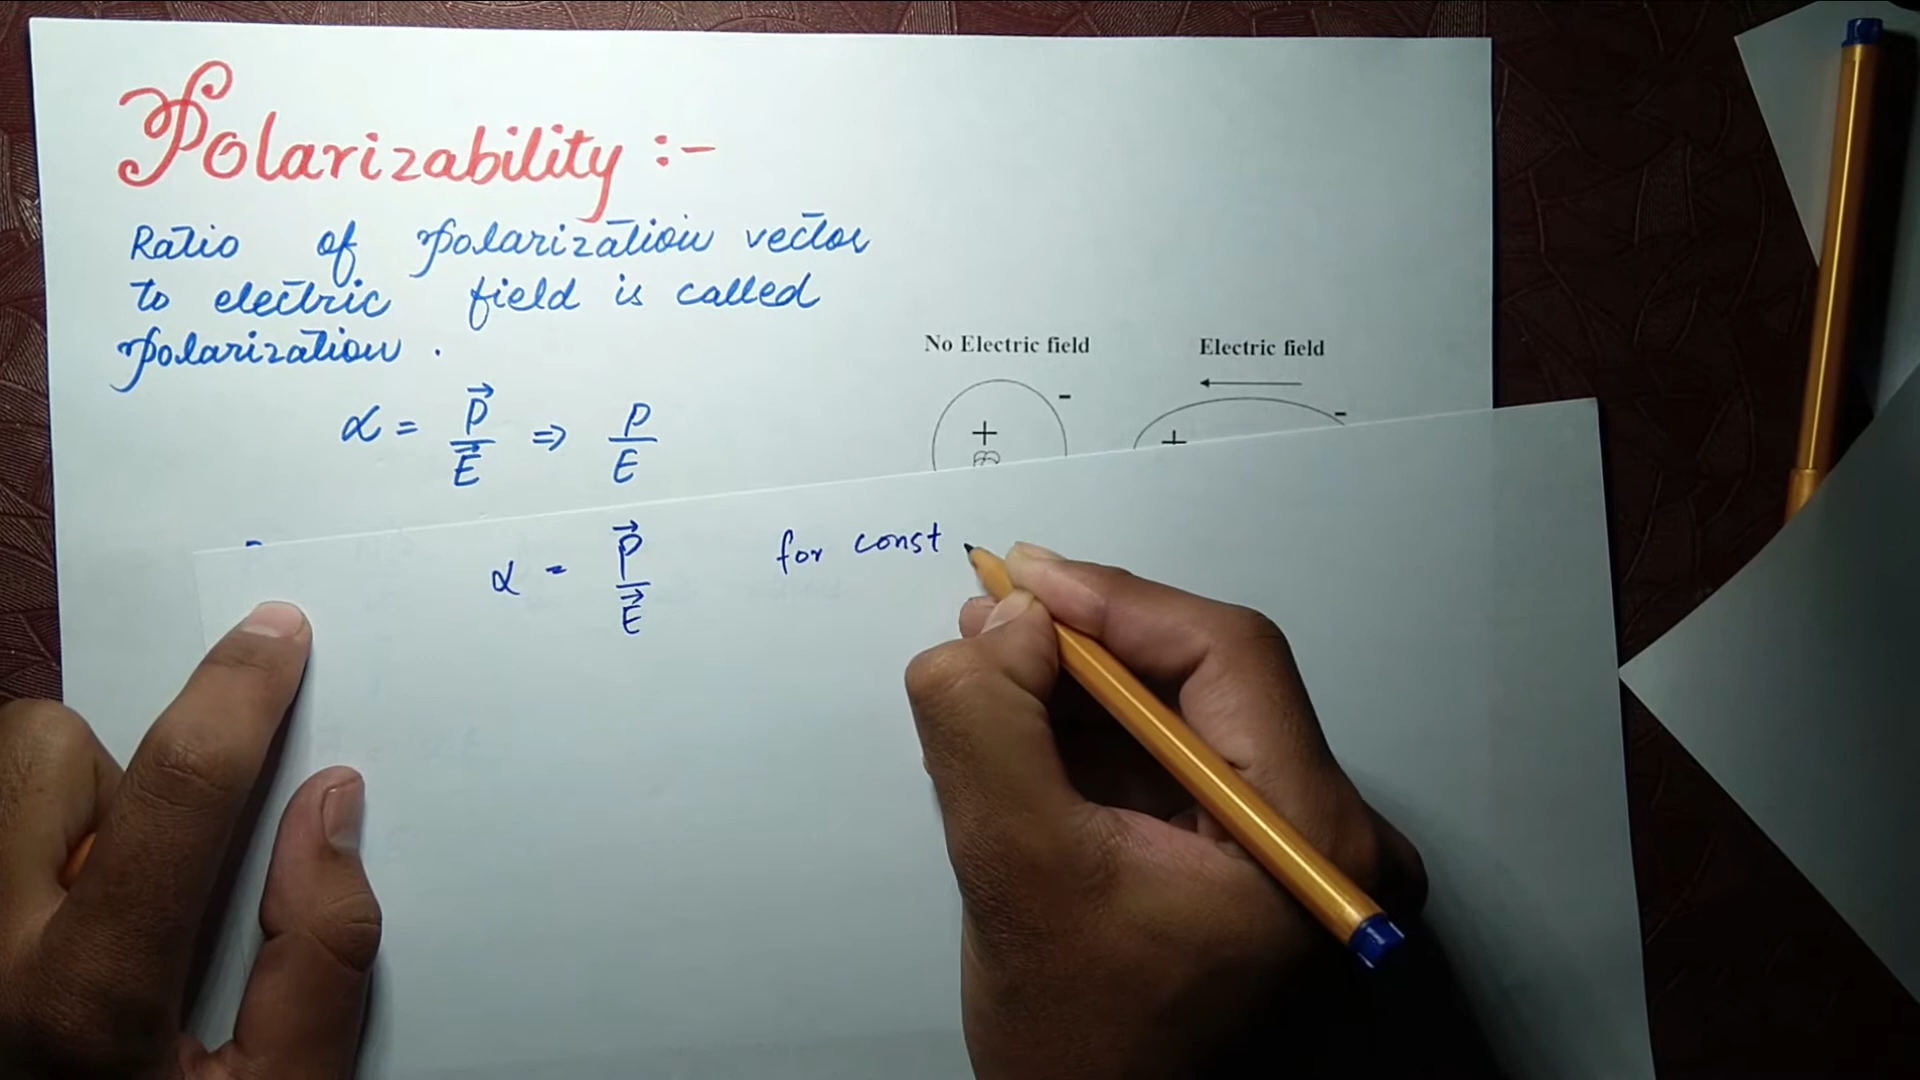 Polarizability :-
Ratio of polarization vector
to electric field is called
polarization .
No Electric field
Electric field
-
-
+
+
α = P⃗ / E⃗ ⇒ P / E
α = P⃗ / E⃗
for const